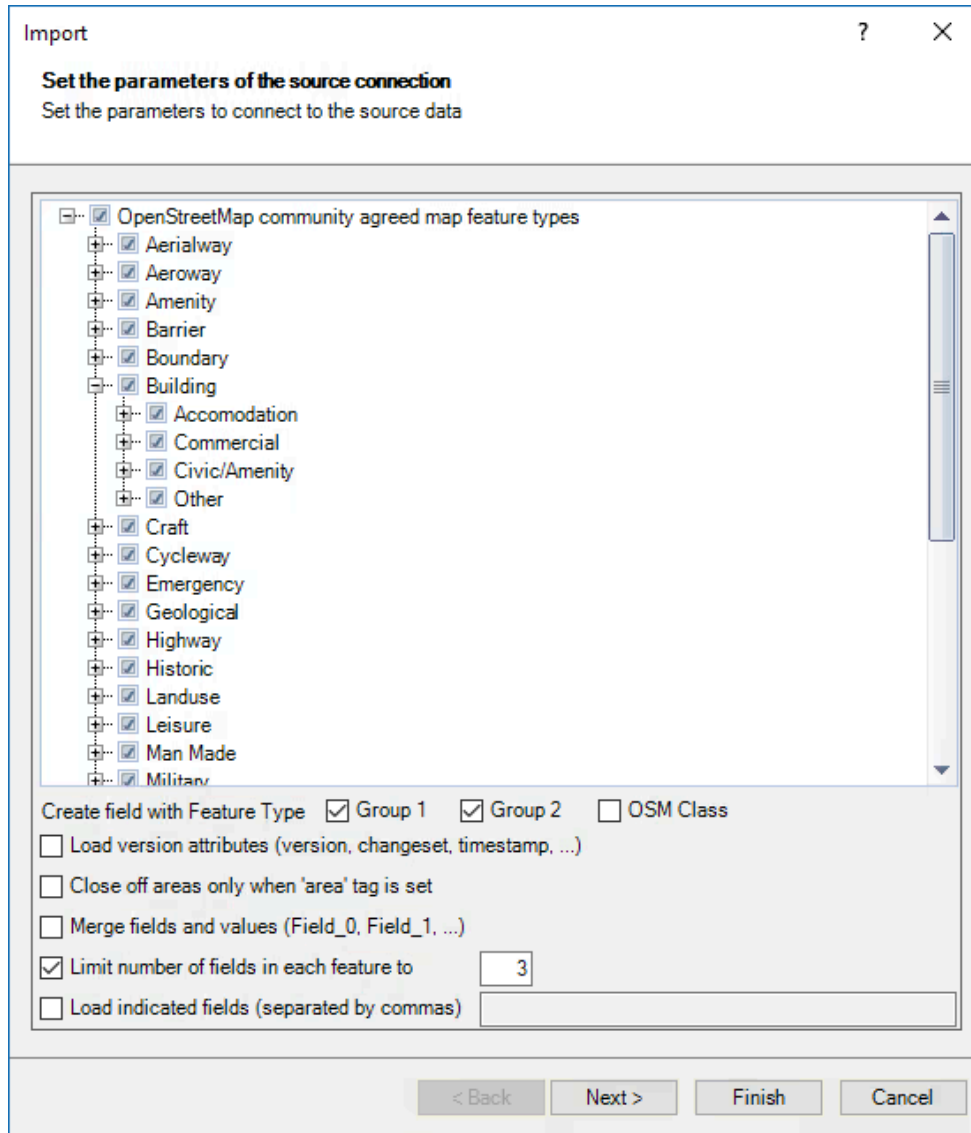 Import ? ×
Set the parameters of the source connection
Set the parameters to connect to the source data
OpenStreetMap community agreed map feature types
Aerialway
Aeroway
Amenity
Barrier
Boundary
Building
Accomodation
Commercial
Civic/Amenity
Other
Craft
Cycleway
Emergency
Geological
Highway
Historic
Landuse
Leisure
Man Made
Military
Create field with Feature Type Group 1 Group 2 OSM Class
Load version attributes (version, changeset, timestamp, ...)
Close off areas only when 'area' tag is set
Merge fields and values (Field_0, Field_1, ...)
Limit number of fields in each feature to 3
Load indicated fields (separated by commas)
< Back Next > Finish Cancel